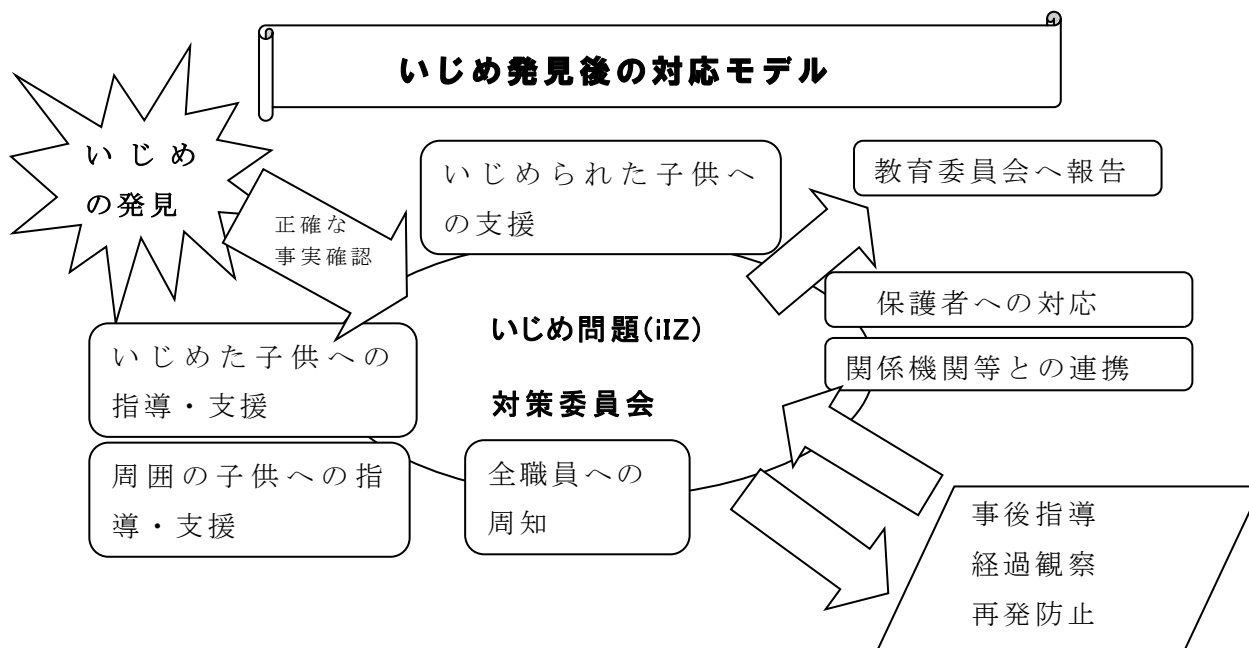 いじめ発見後の対応モデル
いじめ
の発見
正確な
事実確認
いじめられた子供へ
の支援
教育委員会へ報告
保護者への対応
関係機関等との連携
いじめ問題(iIZ)
対策委員会
いじめた子供への
指導・支援
周囲の子供への指
導・支援
全職員への
周知
事後指導
経過観察
再発防止